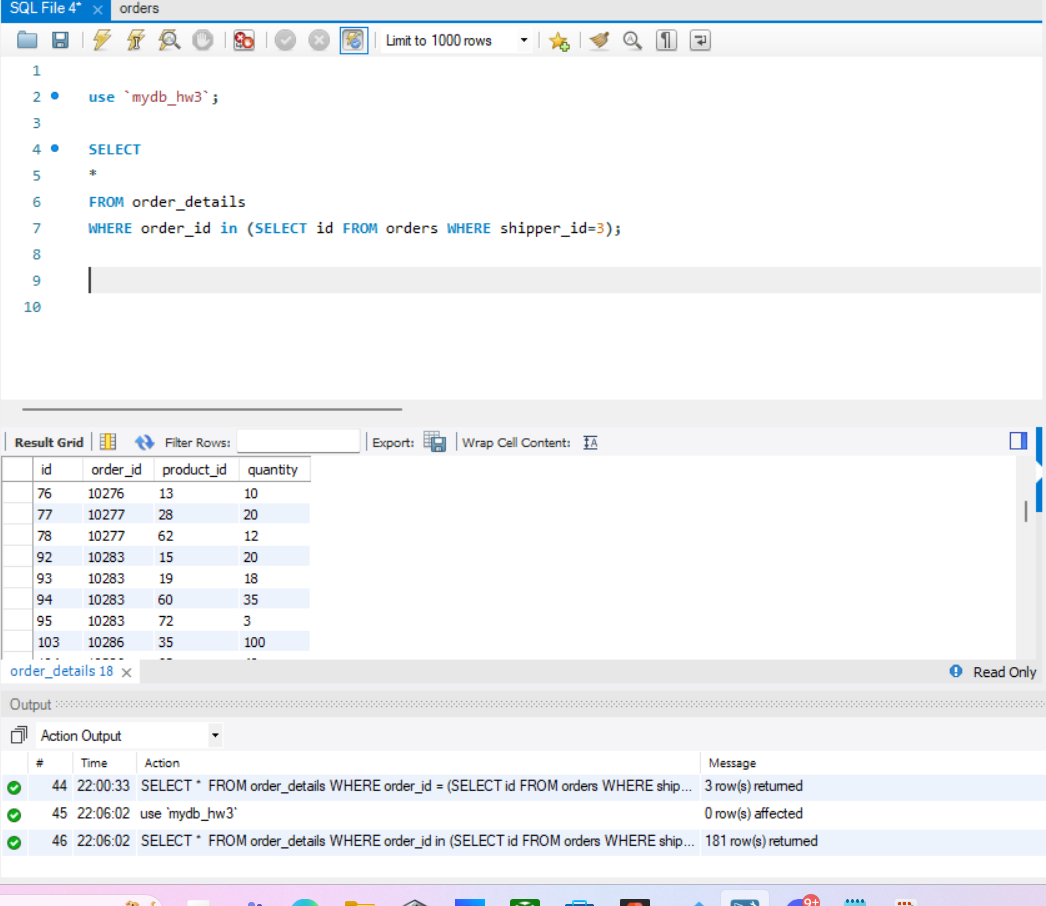 SQL File 4* × orders
Limit to 1000 rows
1
2 use `mydb_hw3`;
3
4 SELECT
5 *
6 FROM order_details
7 WHERE order_id in (SELECT id FROM orders WHERE shipper_id=3);
8
9
10
Result Grid Filter Rows: Export: Wrap Cell Content:
id order_id product_id quantity
76 10276 13 10
77 10277 28 20
78 10277 62 12
92 10283 15 20
93 10283 19 18
94 10283 60 35
95 10283 72 3
103 10286 35 100
order_details 18 × Read Only
Output
Action Output
# Time Action Message
44 22:00:33 SELECT * FROM order_details WHERE order_id = (SELECT id FROM orders WHERE ship... 3 row(s) returned
45 22:06:02 use `mydb_hw3` 0 row(s) affected
46 22:06:02 SELECT * FROM order_details WHERE order_id in (SELECT id FROM orders WHERE ship... 181 row(s) returned
9+